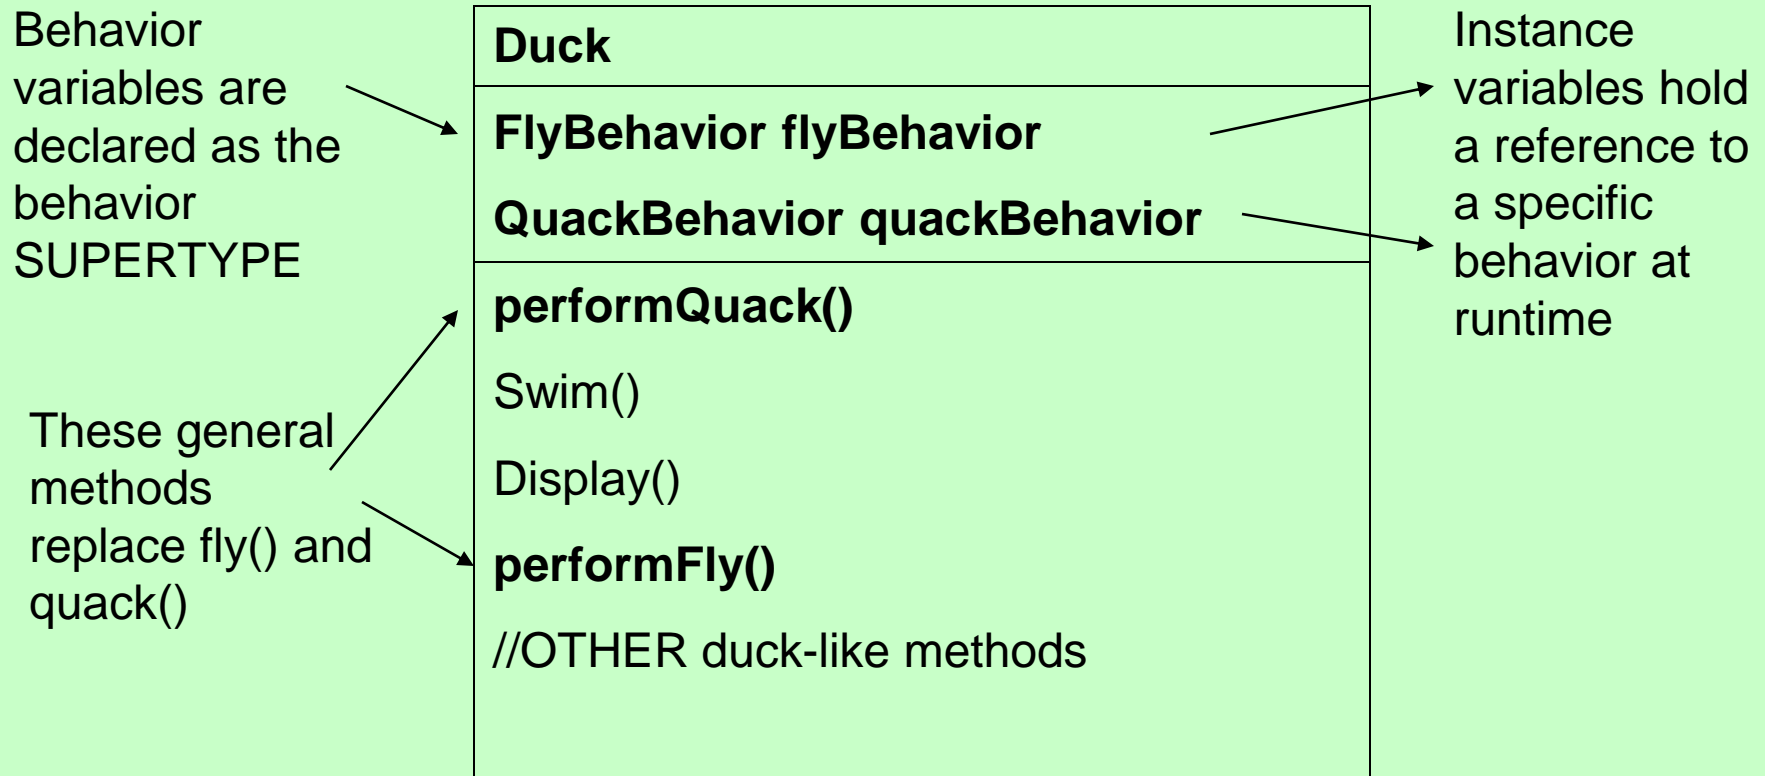 Behavior
variables are
declared as the
behavior
SUPERTYPE
These general
methods
replace fly() and
quack()
Duck
FlyBehavior flyBehavior
QuackBehavior quackBehavior
performQuack()
Swim()
Display()
performFly()
//OTHER duck-like methods
Instance
variables hold
a reference to
a specific
behavior at
runtime